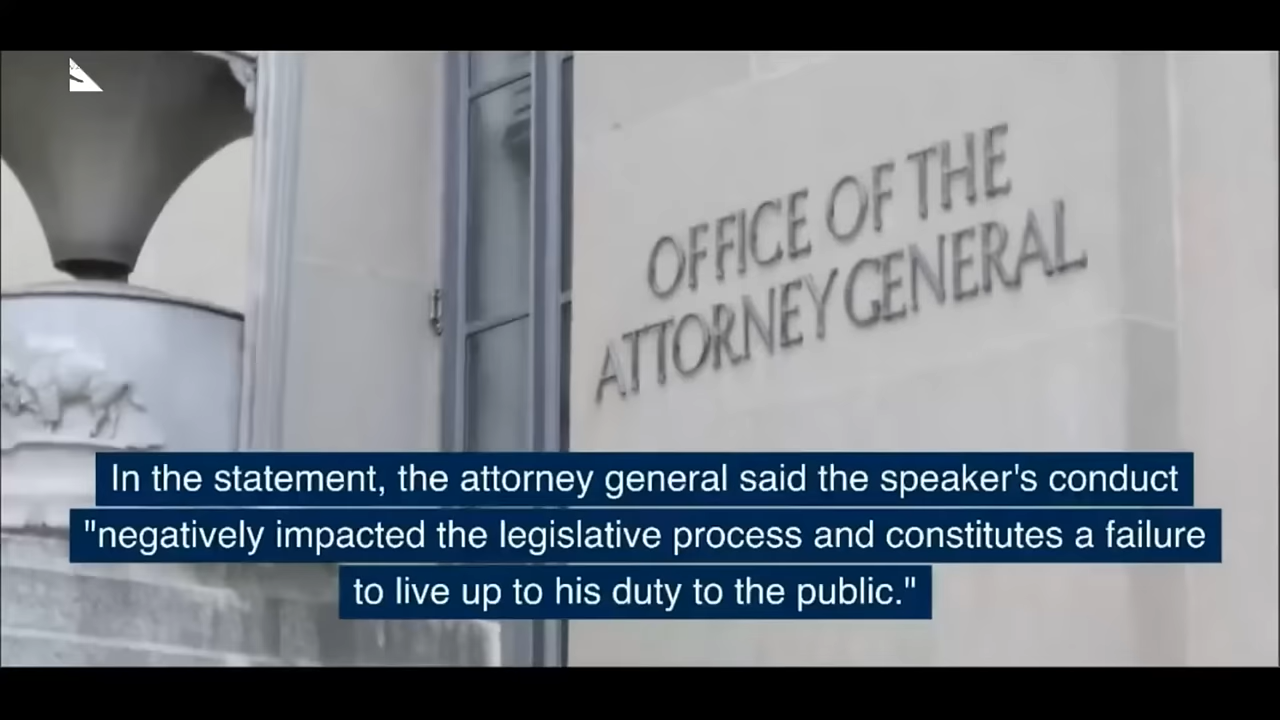 OFFICE OF THE
ATTORNEY GENERAL
In the statement, the attorney general said the speaker's conduct
"negatively impacted the legislative process and constitutes a failure
to live up to his duty to the public."